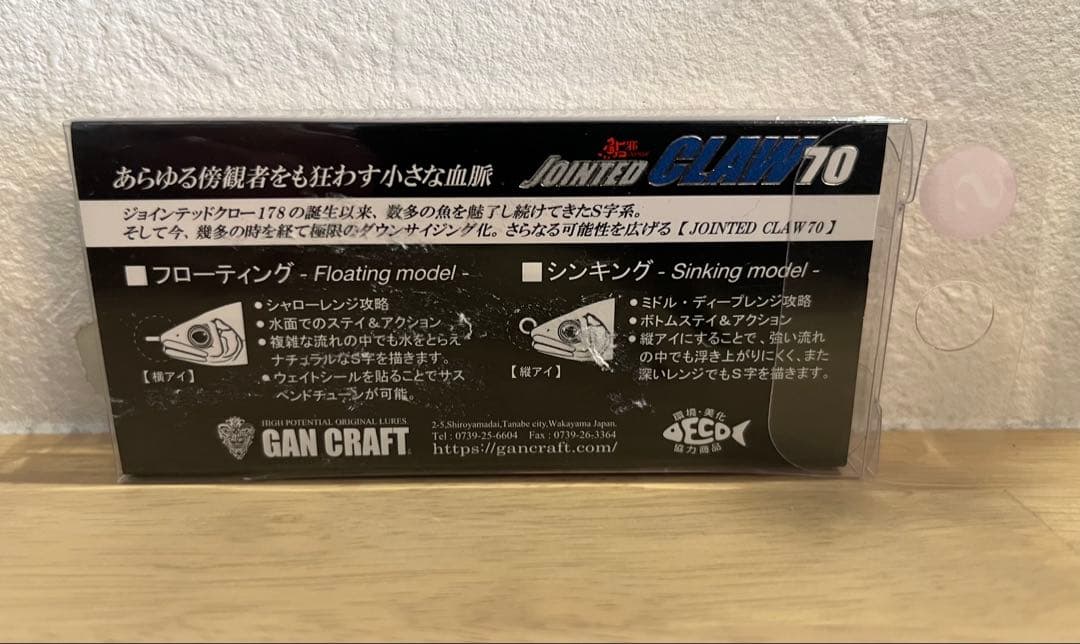 あらゆる傍観者をも狂わす小さな血脈
JOINTED CLAW 70
ジョインテッドクロー178の誕生以来、数多の魚を魅了し続けてきたS字系。
そして今、幾多の時を経て極限のダウンサイジング化。さらなる可能性を広げる【JOINTED CLAW 70】
■フローティング - Floating model -
【横アイ】
●シャローレンジ攻略
●水面でのステイ&アクション
●複雑な流れの中でも水をとらえ
ナチュラルなS字を描きます。
●ウェイトシールを貼ることでサス
ペンドチューンが可能。
■シンキング - Sinking model -
【縦アイ】
●ミドル・ディープレンジ攻略
●ボトムステイ&アクション
●縦アイにすることで、強い流れ
の中でも浮き上がりにくく、また
深いレンジでもS字を描きます。
HIGH POTENTIAL ORIGINAL LURES
GAN CRAFT
2-5,Shiroyamadai,Tanabe city,Wakayama Japan.
Tel : 0739-25-6604 Fax : 0739-26-3364
https://gancraft.com/
環境・美化
ECO
協力商品